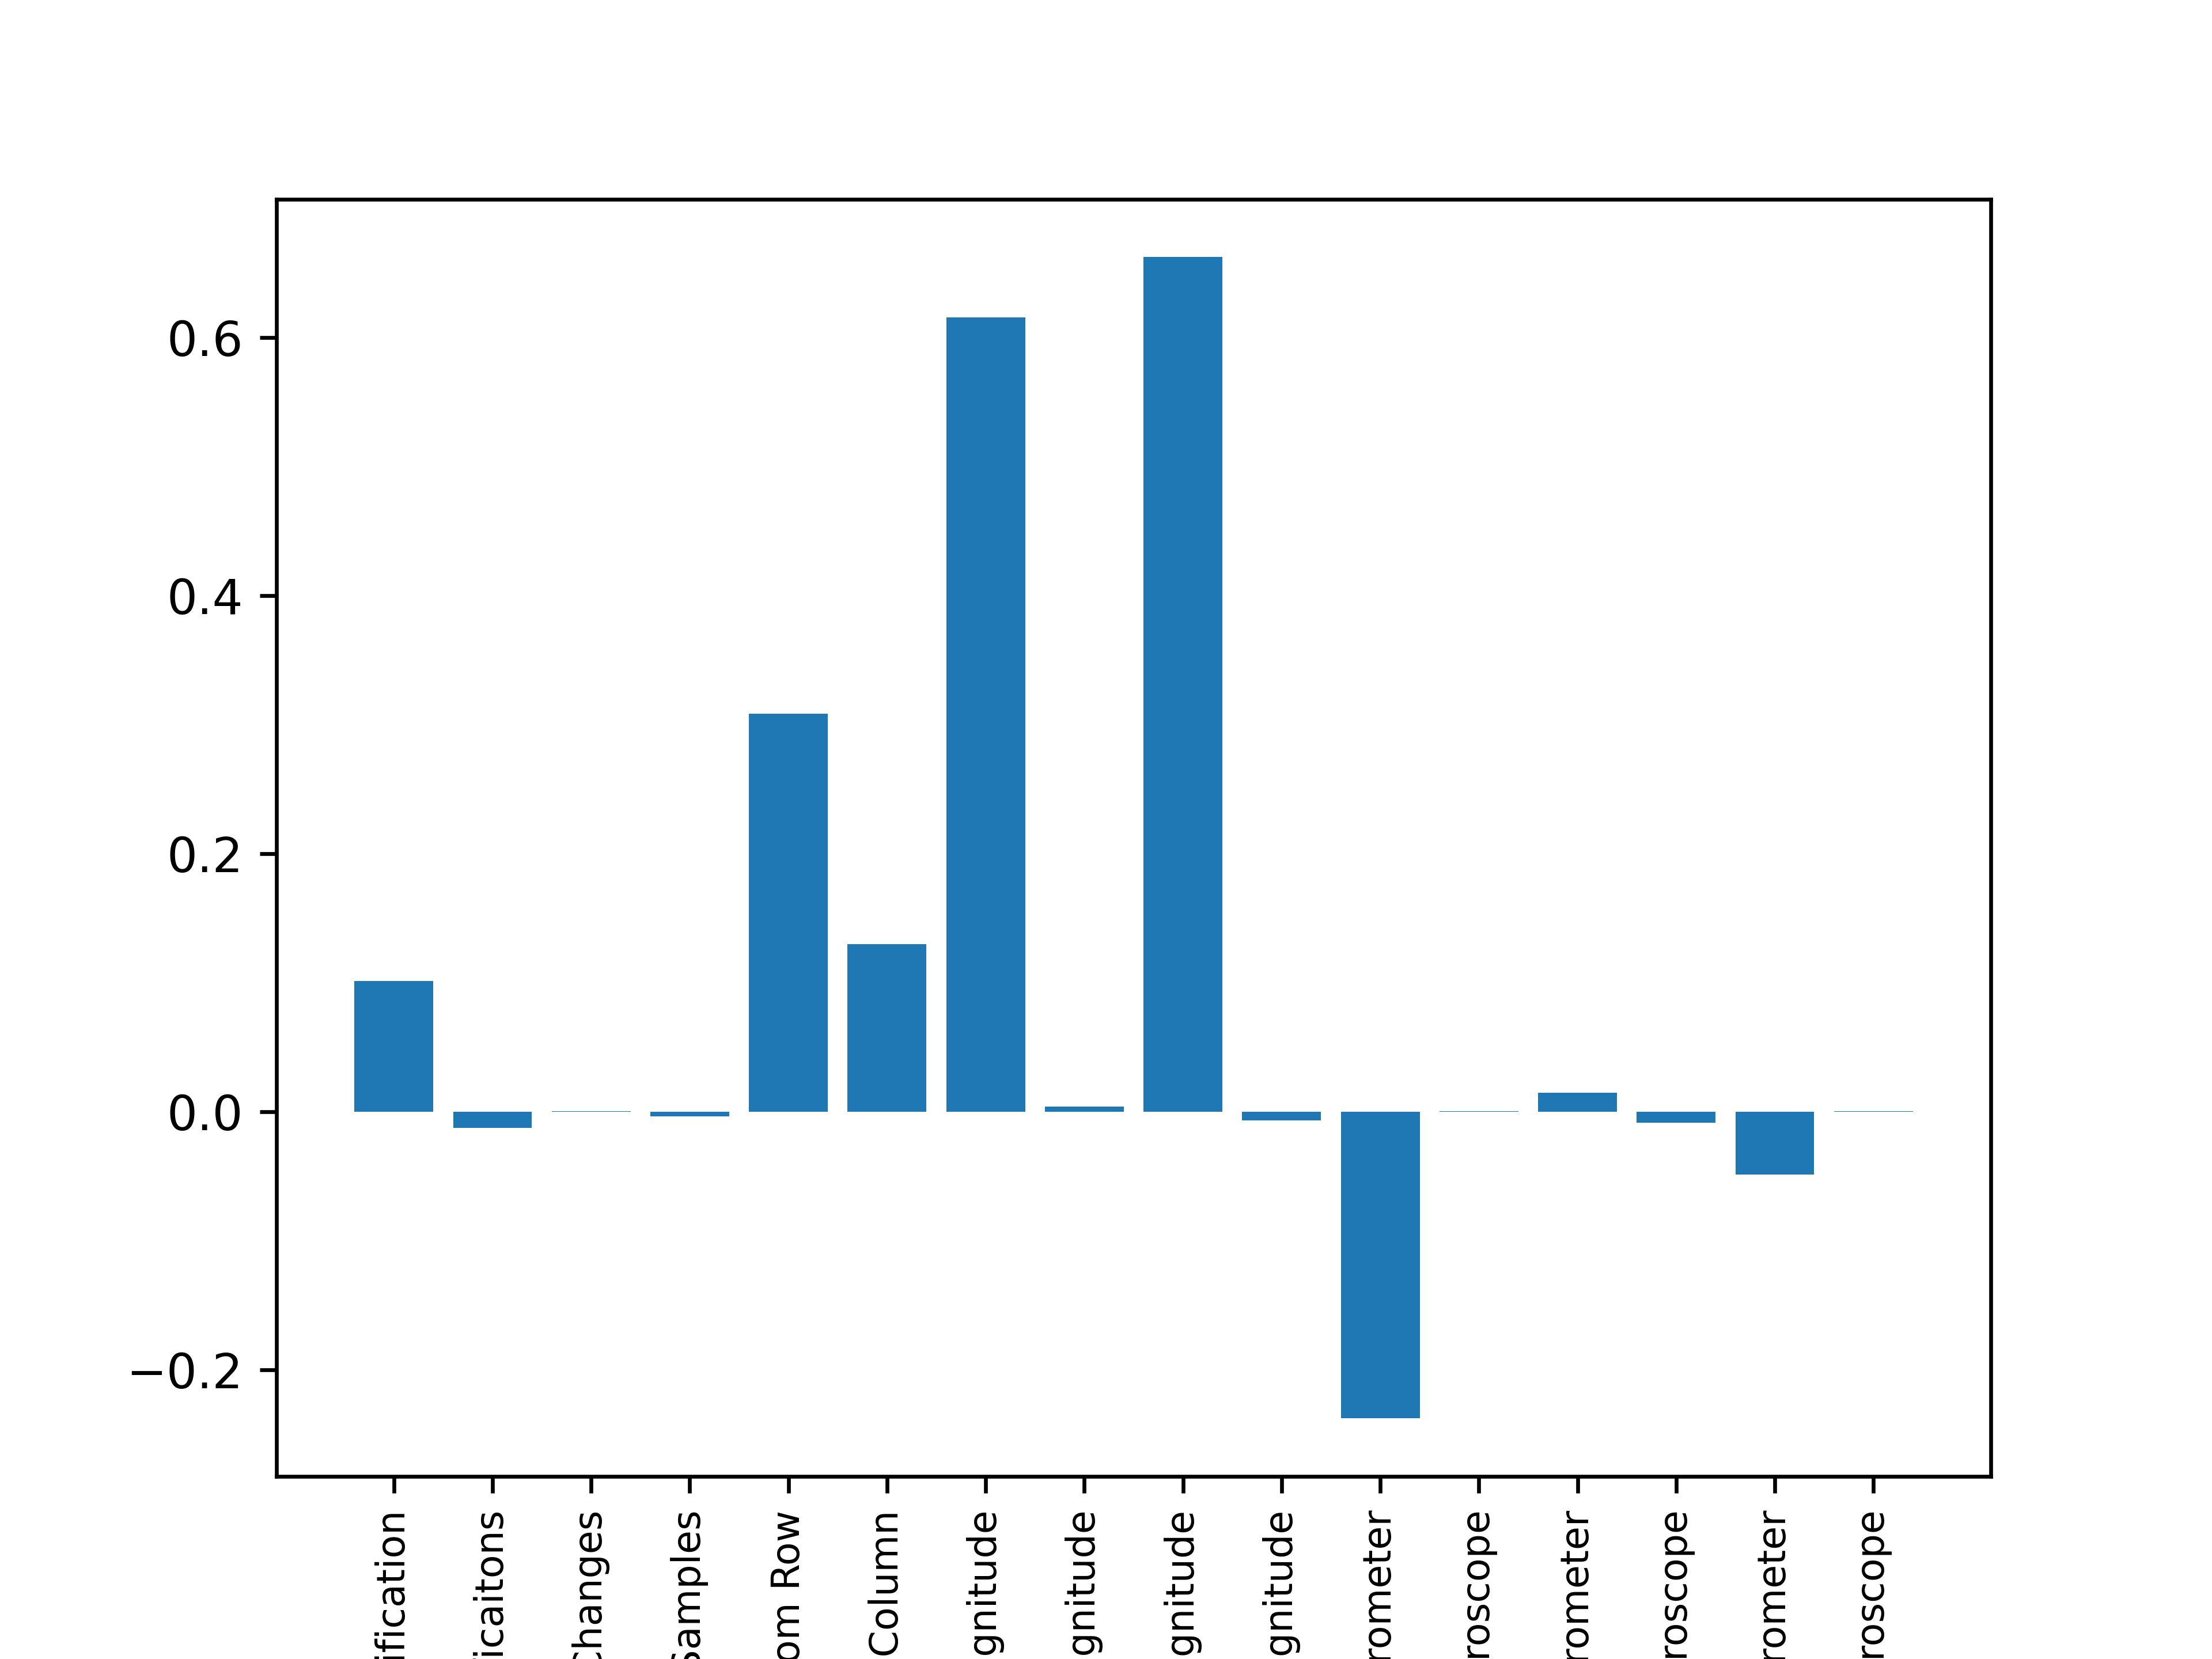 0.6
0.4
0.2
0.0
−0.2
ification
icaitons
Changes
Samples
om Row
Column
gnitude
gnitude
gnitude
gnitude
rometer
roscope
rometer
roscope
rometer
roscope